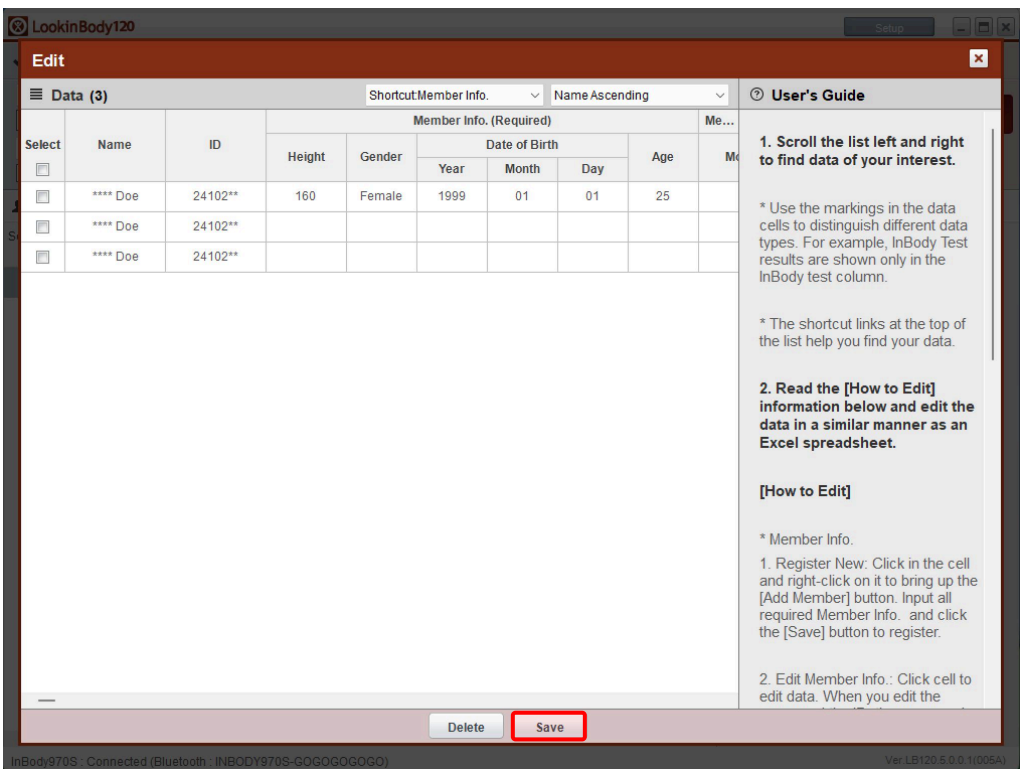 LookinBody120
Setup
Edit
Data (3)
Shortcut:Member Info.
Name Ascending
User's Guide
Select
Name
ID
Member Info. (Required)
Me...
Height
Gender
Date of Birth
Age
Mo
Year
Month
Day
**** Doe 24102** 160 Female 1999 01 01 25
**** Doe 24102**
**** Doe 24102**
1. Scroll the list left and right
to find data of your interest.
* Use the markings in the data
cells to distinguish different data
types. For example, InBody Test
results are shown only in the
InBody test column.
* The shortcut links at the top of
the list help you find your data.
2. Read the [How to Edit]
information below and edit the
data in a similar manner as an
Excel spreadsheet.
[How to Edit]
* Member Info.
1. Register New: Click in the cell
and right-click on it to bring up the
[Add Member] button. Input all
required Member Info. and click
the [Save] button to register.
2. Edit Member Info.: Click cell to
edit data. When you edit the
Delete
Save
InBody970S : Connected (Bluetooth : INBODY970S-GOGOGOGOGO)
Ver.LB120.5.0.0.1(005A)